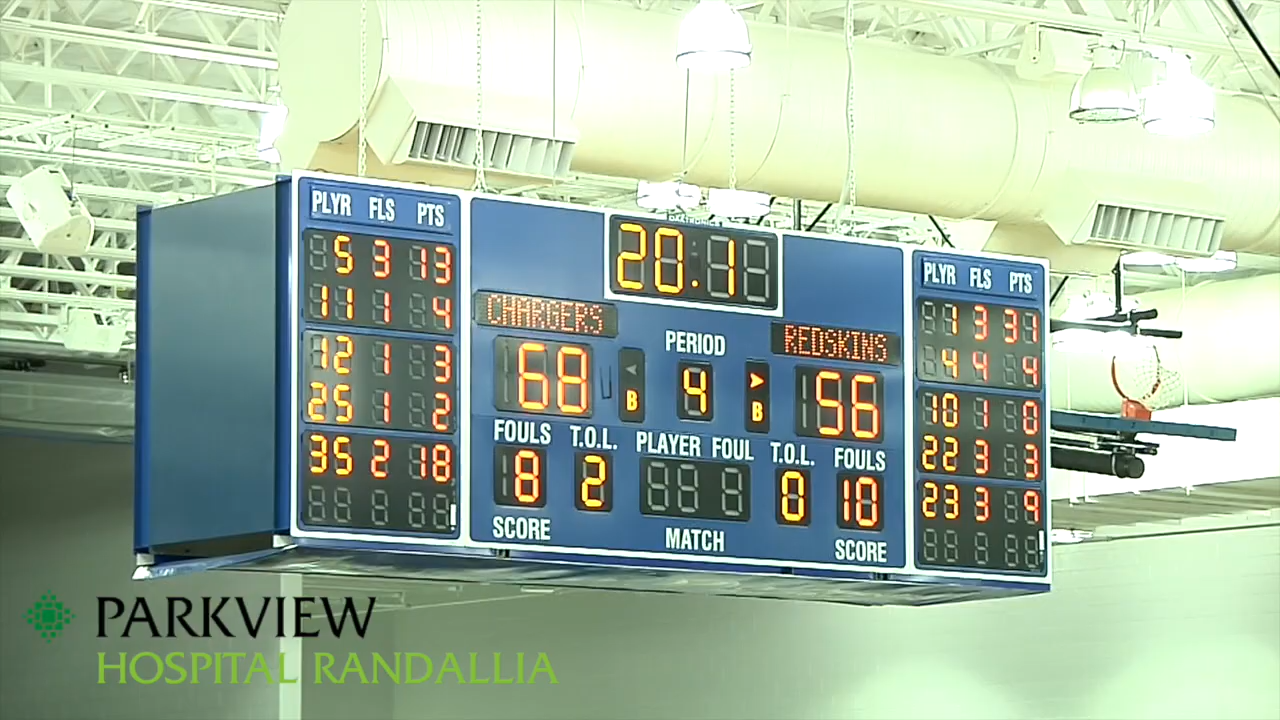 PLYR FLS PTS
5 3 13
11 1 4
12 1 3
25 1 2
35 2 18
20.1
CHARGERS
REDSKINS
PERIOD
68 B 4 B 56
FOULS T.O.L. PLAYER FOUL T.O.L. FOULS
8 2 0 10
SCORE MATCH SCORE
PLYR FLS PTS
1 3 31
4 4 4
10 1 0
22 3 3
23 3 9
PARKVIEW
HOSPITAL RANDALLIA